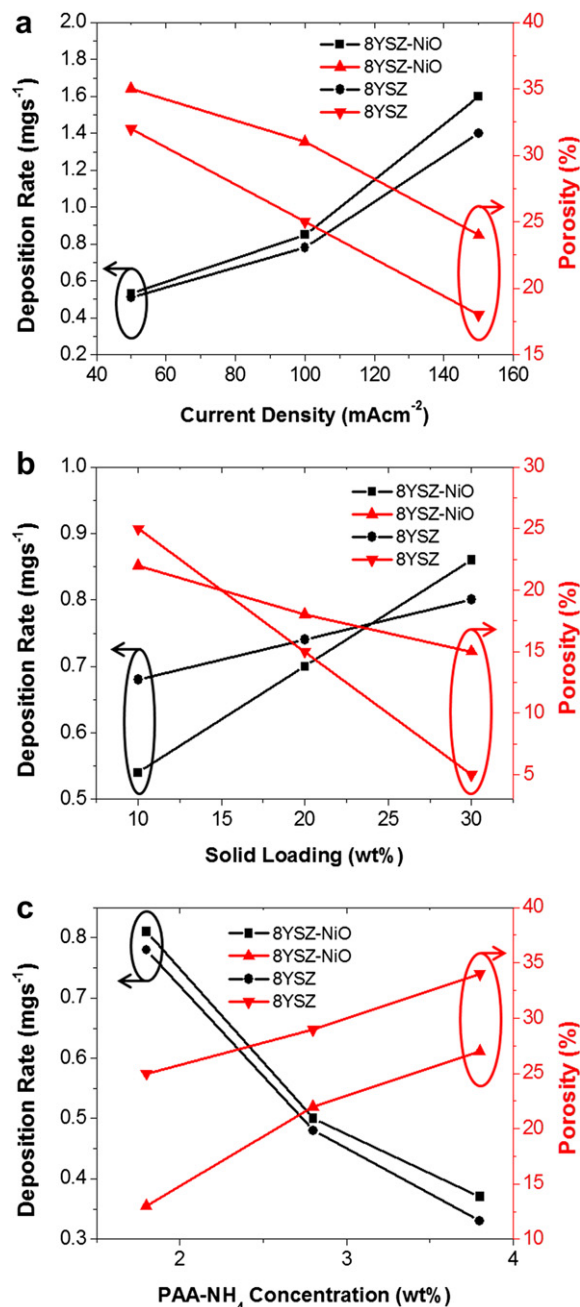 a
8YSZ-NiO
8YSZ-NiO
8YSZ
8YSZ
2.0
1.8
1.6
1.4
1.2
1.0
0.8
0.6
0.4
0.2
Deposition Rate (mgs⁻¹)
40
35
30
25
20
15
Porosity (%)
40 60 80 100 120 140 160
Current Density (mAcm⁻²)
b
8YSZ-NiO
8YSZ-NiO
8YSZ
8YSZ
1.0
0.9
0.8
0.7
0.6
0.5
Deposition Rate (mgs⁻¹)
30
25
20
15
10
5
Porosity (%)
10 15 20 25 30
Solid Loading (wt%)
c
8YSZ-NiO
8YSZ-NiO
8YSZ
8YSZ
0.8
0.7
0.6
0.5
0.4
0.3
Deposition Rate (mgs⁻¹)
40
35
30
25
20
15
10
Porosity (%)
2 3 4
PAA-NH₄ Concentration (wt%)